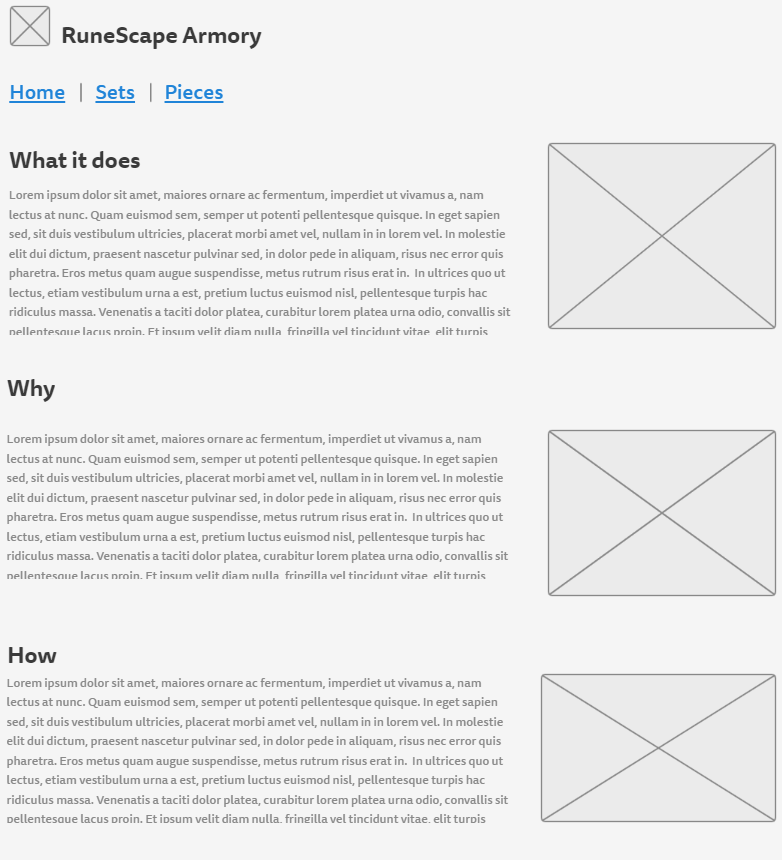 RuneScape Armory
Home | Sets | Pieces
What it does
Lorem ipsum dolor sit amet, maiores ornare ac fermentum, imperdiet ut vivamus a, nam
lectus at nunc. Quam euismod sem, semper ut potenti pellentesque quisque. In eget sapien
sed, sit duis vestibulum ultricies, placerat morbi amet vel, nullam in in lorem vel. In molestie
elit dui dictum, praesent nascetur pulvinar sed, in dolor pede in aliquam, risus nec error quis
pharetra. Eros metus quam augue suspendisse, metus rutrum risus erat in.  In ultrices quo ut
lectus, etiam vestibulum urna a est, pretium luctus euismod nisl, pellentesque turpis hac
ridiculus massa. Venenatis a taciti dolor platea, curabitur lorem platea urna odio, convallis sit
pellentesque lacus proin. Et ipsum velit diam nulla, fringilla vel tincidunt vitae, elit turpis
Why
Lorem ipsum dolor sit amet, maiores ornare ac fermentum, imperdiet ut vivamus a, nam
lectus at nunc. Quam euismod sem, semper ut potenti pellentesque quisque. In eget sapien
sed, sit duis vestibulum ultricies, placerat morbi amet vel, nullam in in lorem vel. In molestie
elit dui dictum, praesent nascetur pulvinar sed, in dolor pede in aliquam, risus nec error quis
pharetra. Eros metus quam augue suspendisse, metus rutrum risus erat in.  In ultrices quo ut
lectus, etiam vestibulum urna a est, pretium luctus euismod nisl, pellentesque turpis hac
ridiculus massa. Venenatis a taciti dolor platea, curabitur lorem platea urna odio, convallis sit
pellentesque lacus proin. Et ipsum velit diam nulla, fringilla vel tincidunt vitae, elit turpis
How
Lorem ipsum dolor sit amet, maiores ornare ac fermentum, imperdiet ut vivamus a, nam
lectus at nunc. Quam euismod sem, semper ut potenti pellentesque quisque. In eget sapien
sed, sit duis vestibulum ultricies, placerat morbi amet vel, nullam in in lorem vel. In molestie
elit dui dictum, praesent nascetur pulvinar sed, in dolor pede in aliquam, risus nec error quis
pharetra. Eros metus quam augue suspendisse, metus rutrum risus erat in.  In ultrices quo ut
lectus, etiam vestibulum urna a est, pretium luctus euismod nisl, pellentesque turpis hac
ridiculus massa. Venenatis a taciti dolor platea, curabitur lorem platea urna odio, convallis sit
pellentesque lacus proin. Et ipsum velit diam nulla, fringilla vel tincidunt vitae, elit turpis